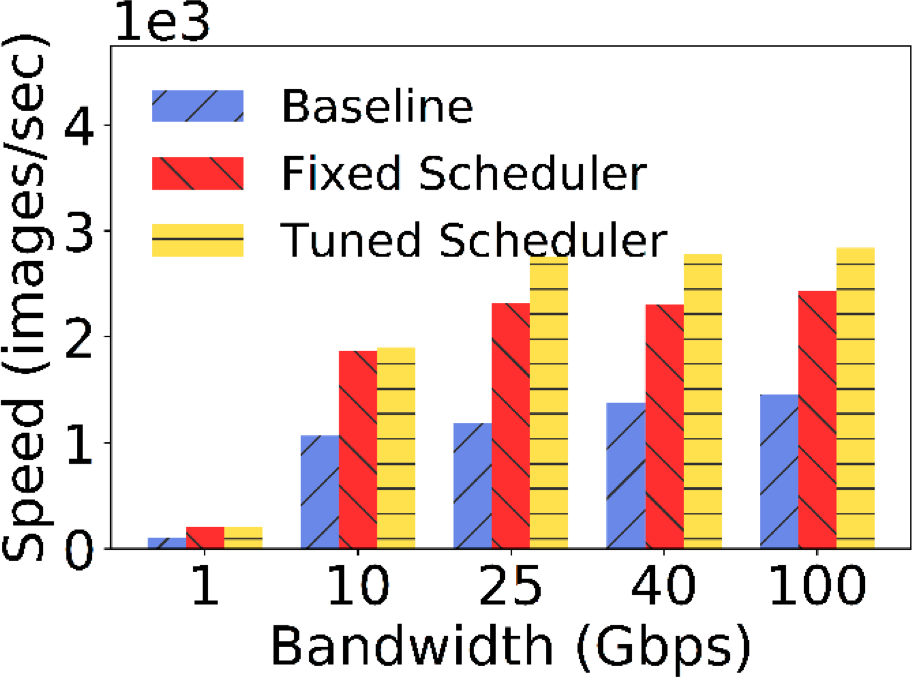 1e3
Speed (images/sec)
4
3
2
1
0
Baseline
Fixed Scheduler
Tuned Scheduler
1 10 25 40 100
Bandwidth (Gbps)